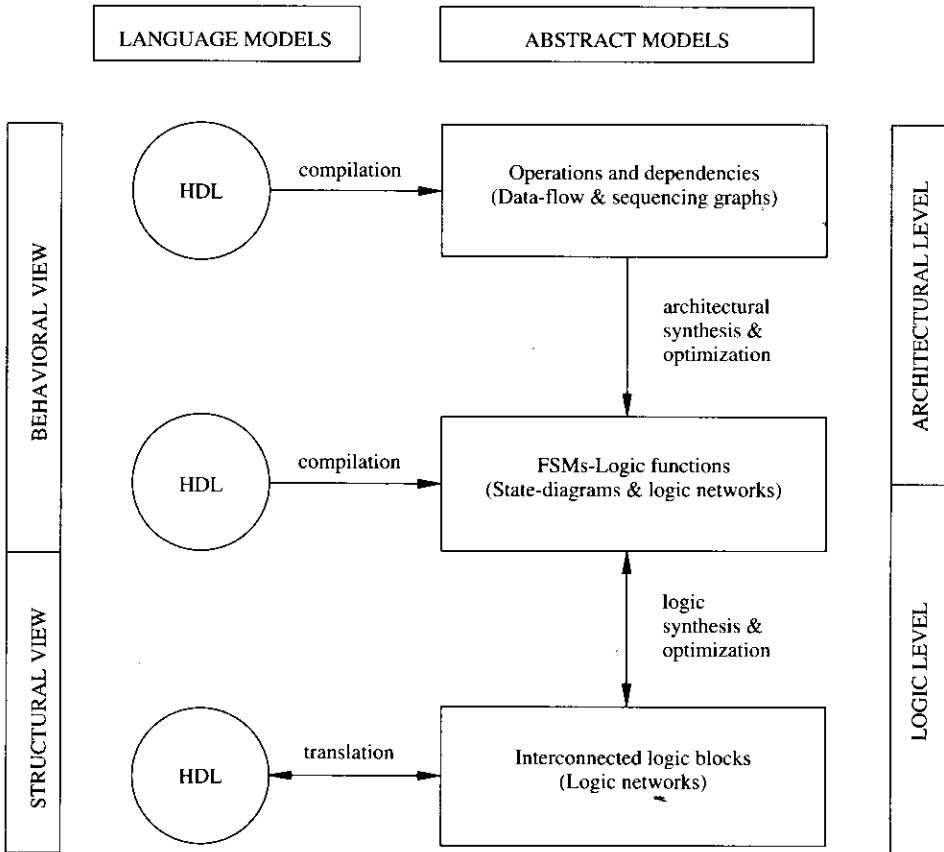 LANGUAGE MODELS
ABSTRACT MODELS
BEHAVIORAL VIEW
STRUCTURAL VIEW
HDL
compilation
Operations and dependencies
(Data-flow & sequencing graphs)
architectural
synthesis &
optimization
HDL
compilation
FSMs-Logic functions
(State-diagrams & logic networks)
logic
synthesis &
optimization
HDL
translation
Interconnected logic blocks
(Logic networks)
ARCHITECTURAL LEVEL
LOGIC LEVEL